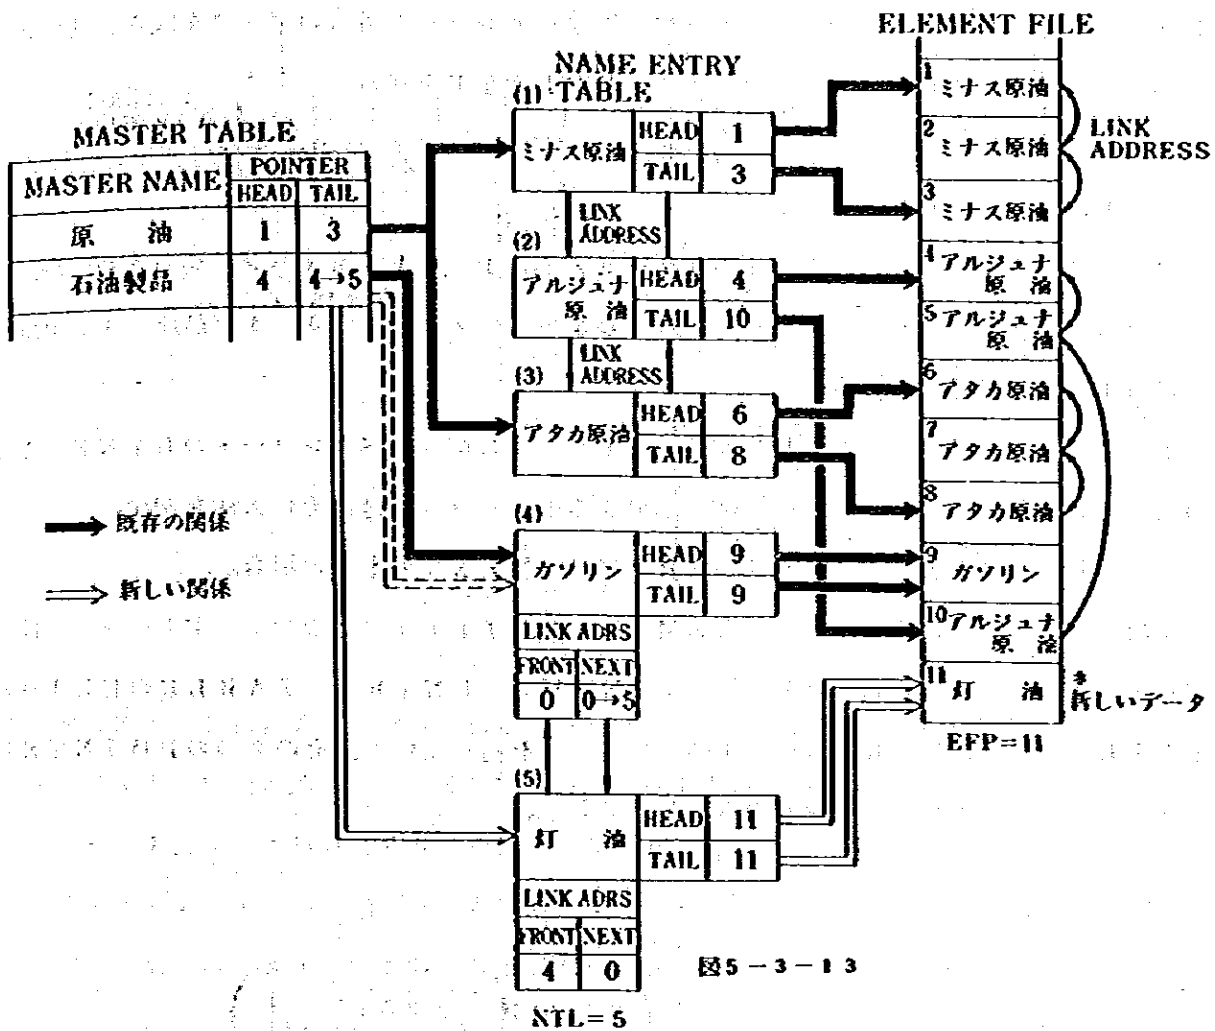 ELEMENT FILE
NAME ENTRY
TABLE
MASTER TABLE
MASTER NAME
POINTER
HEAD TAIL
原 油 1 3
石油製品 4 4→5
(1)
ミナス原油
HEAD 1
TAIL 3
LINK
ADDRESS
(2)
アルジュナ
原 油
HEAD 4
TAIL 10
LINK
ADDRESS
(3)
アタカ原油
HEAD 6
TAIL 8
(4)
ガソリン
HEAD 9
TAIL 9
LINK ADRS
FRONT NEXT
0 0→5
(5)
灯 油
HEAD 11
TAIL 11
LINK ADRS
FRONT NEXT
4 0
NTL=5
1
ミナス原油
2
ミナス原油
3
ミナス原油
4
アルジュナ
原 油
5
アルジュナ
原 油
6
アタカ原油
7
アタカ原油
8
アタカ原油
9
ガソリン
10
アルジュナ
原 油
11
灯 油
EFP=11
LINK
ADDRESS
*
新しいデータ
既存の関係
新しい関係
図5-3-13